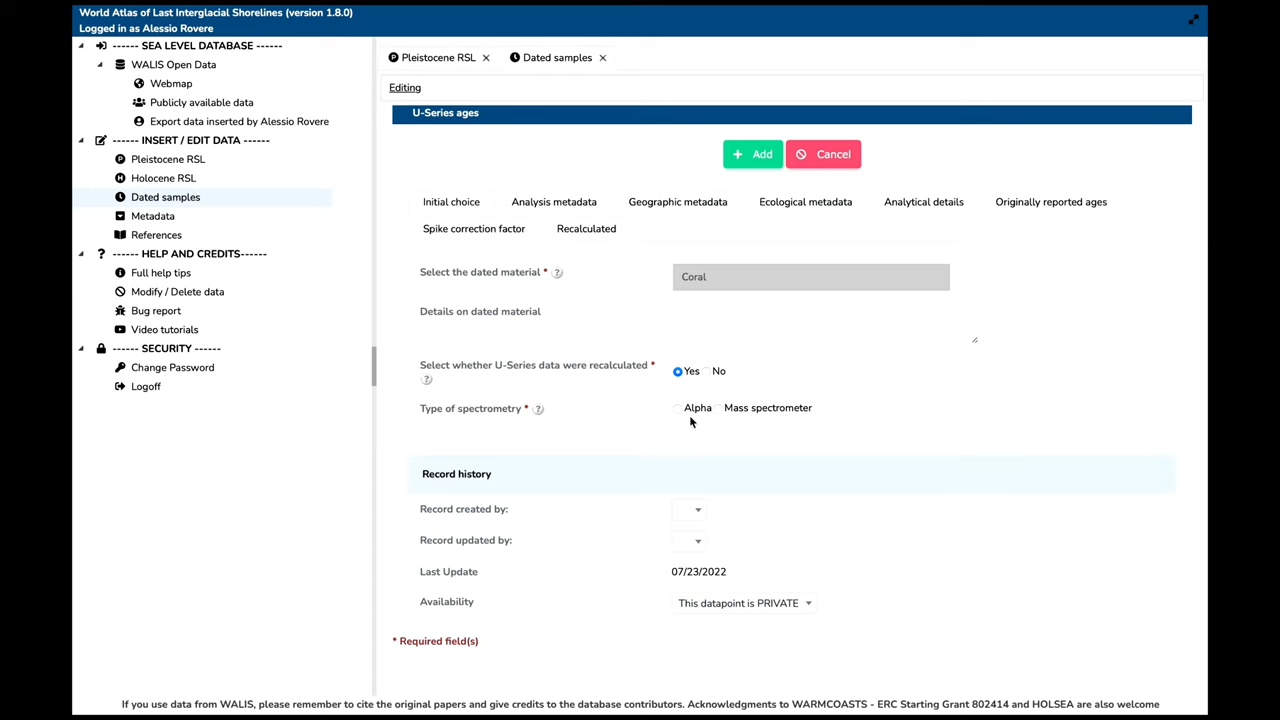 World Atlas of Last Interglacial Shorelines (version 1.8.0)
Logged in as Alessio Rovere
------ SEA LEVEL DATABASE ------
WALIS Open Data
Webmap
Publicly available data
Export data inserted by Alessio Rovere
------ INSERT / EDIT DATA ------
Pleistocene RSL
Holocene RSL
Dated samples
Metadata
References
------ HELP AND CREDITS------
Full help tips
Modify / Delete data
Bug report
Video tutorials
------ SECURITY ------
Change Password
Logoff
Pleistocene RSL Dated samples
Editing
U-Series ages
+ Add Cancel
Initial choice Analysis metadata Geographic metadata Ecological metadata Analytical details Originally reported ages
Spike correction factor Recalculated
Select the dated material * ? Coral
Details on dated material
Select whether U-Series data were recalculated * Yes No
?
Type of spectrometry * ? Alpha Mass spectrometer
Record history
Record created by:
Record updated by:
Last Update 07/23/2022
Availability This datapoint is PRIVATE
* Required field(s)
If you use data from WALIS, please remember to cite the original papers and give credits to the database contributors. Acknowledgments to WARMCOASTS - ERC Starting Grant 802414 and HOLSEA are also welcome